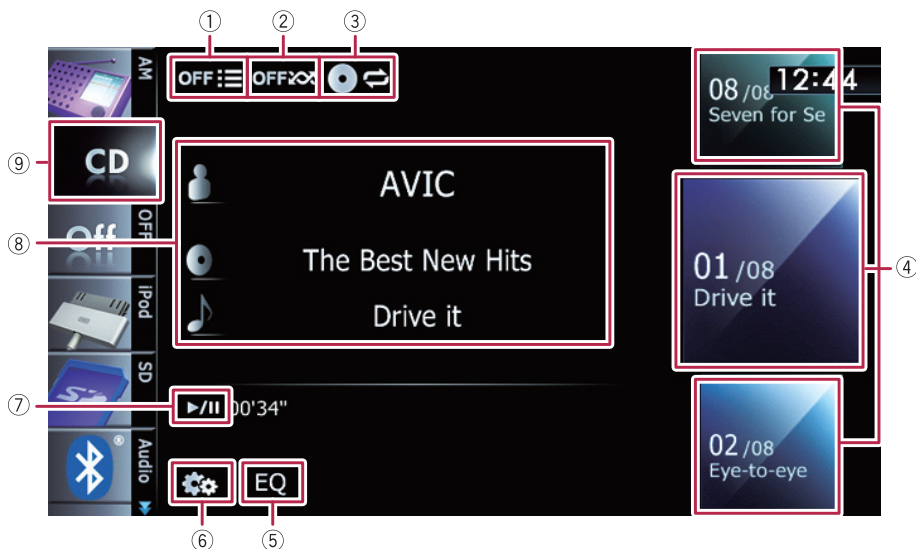 ① ② ③
AM
OFF OFF
08/08 12:44
Seven for Se
⑨
CD
AVIC
OFF
Off
⑧
The Best New Hits
01/08
Drive it
④
iPod
Drive it
SD
⑦
00'34"
Audio
®
02/08
Eye-to-eye
EQ
⑥ ⑤